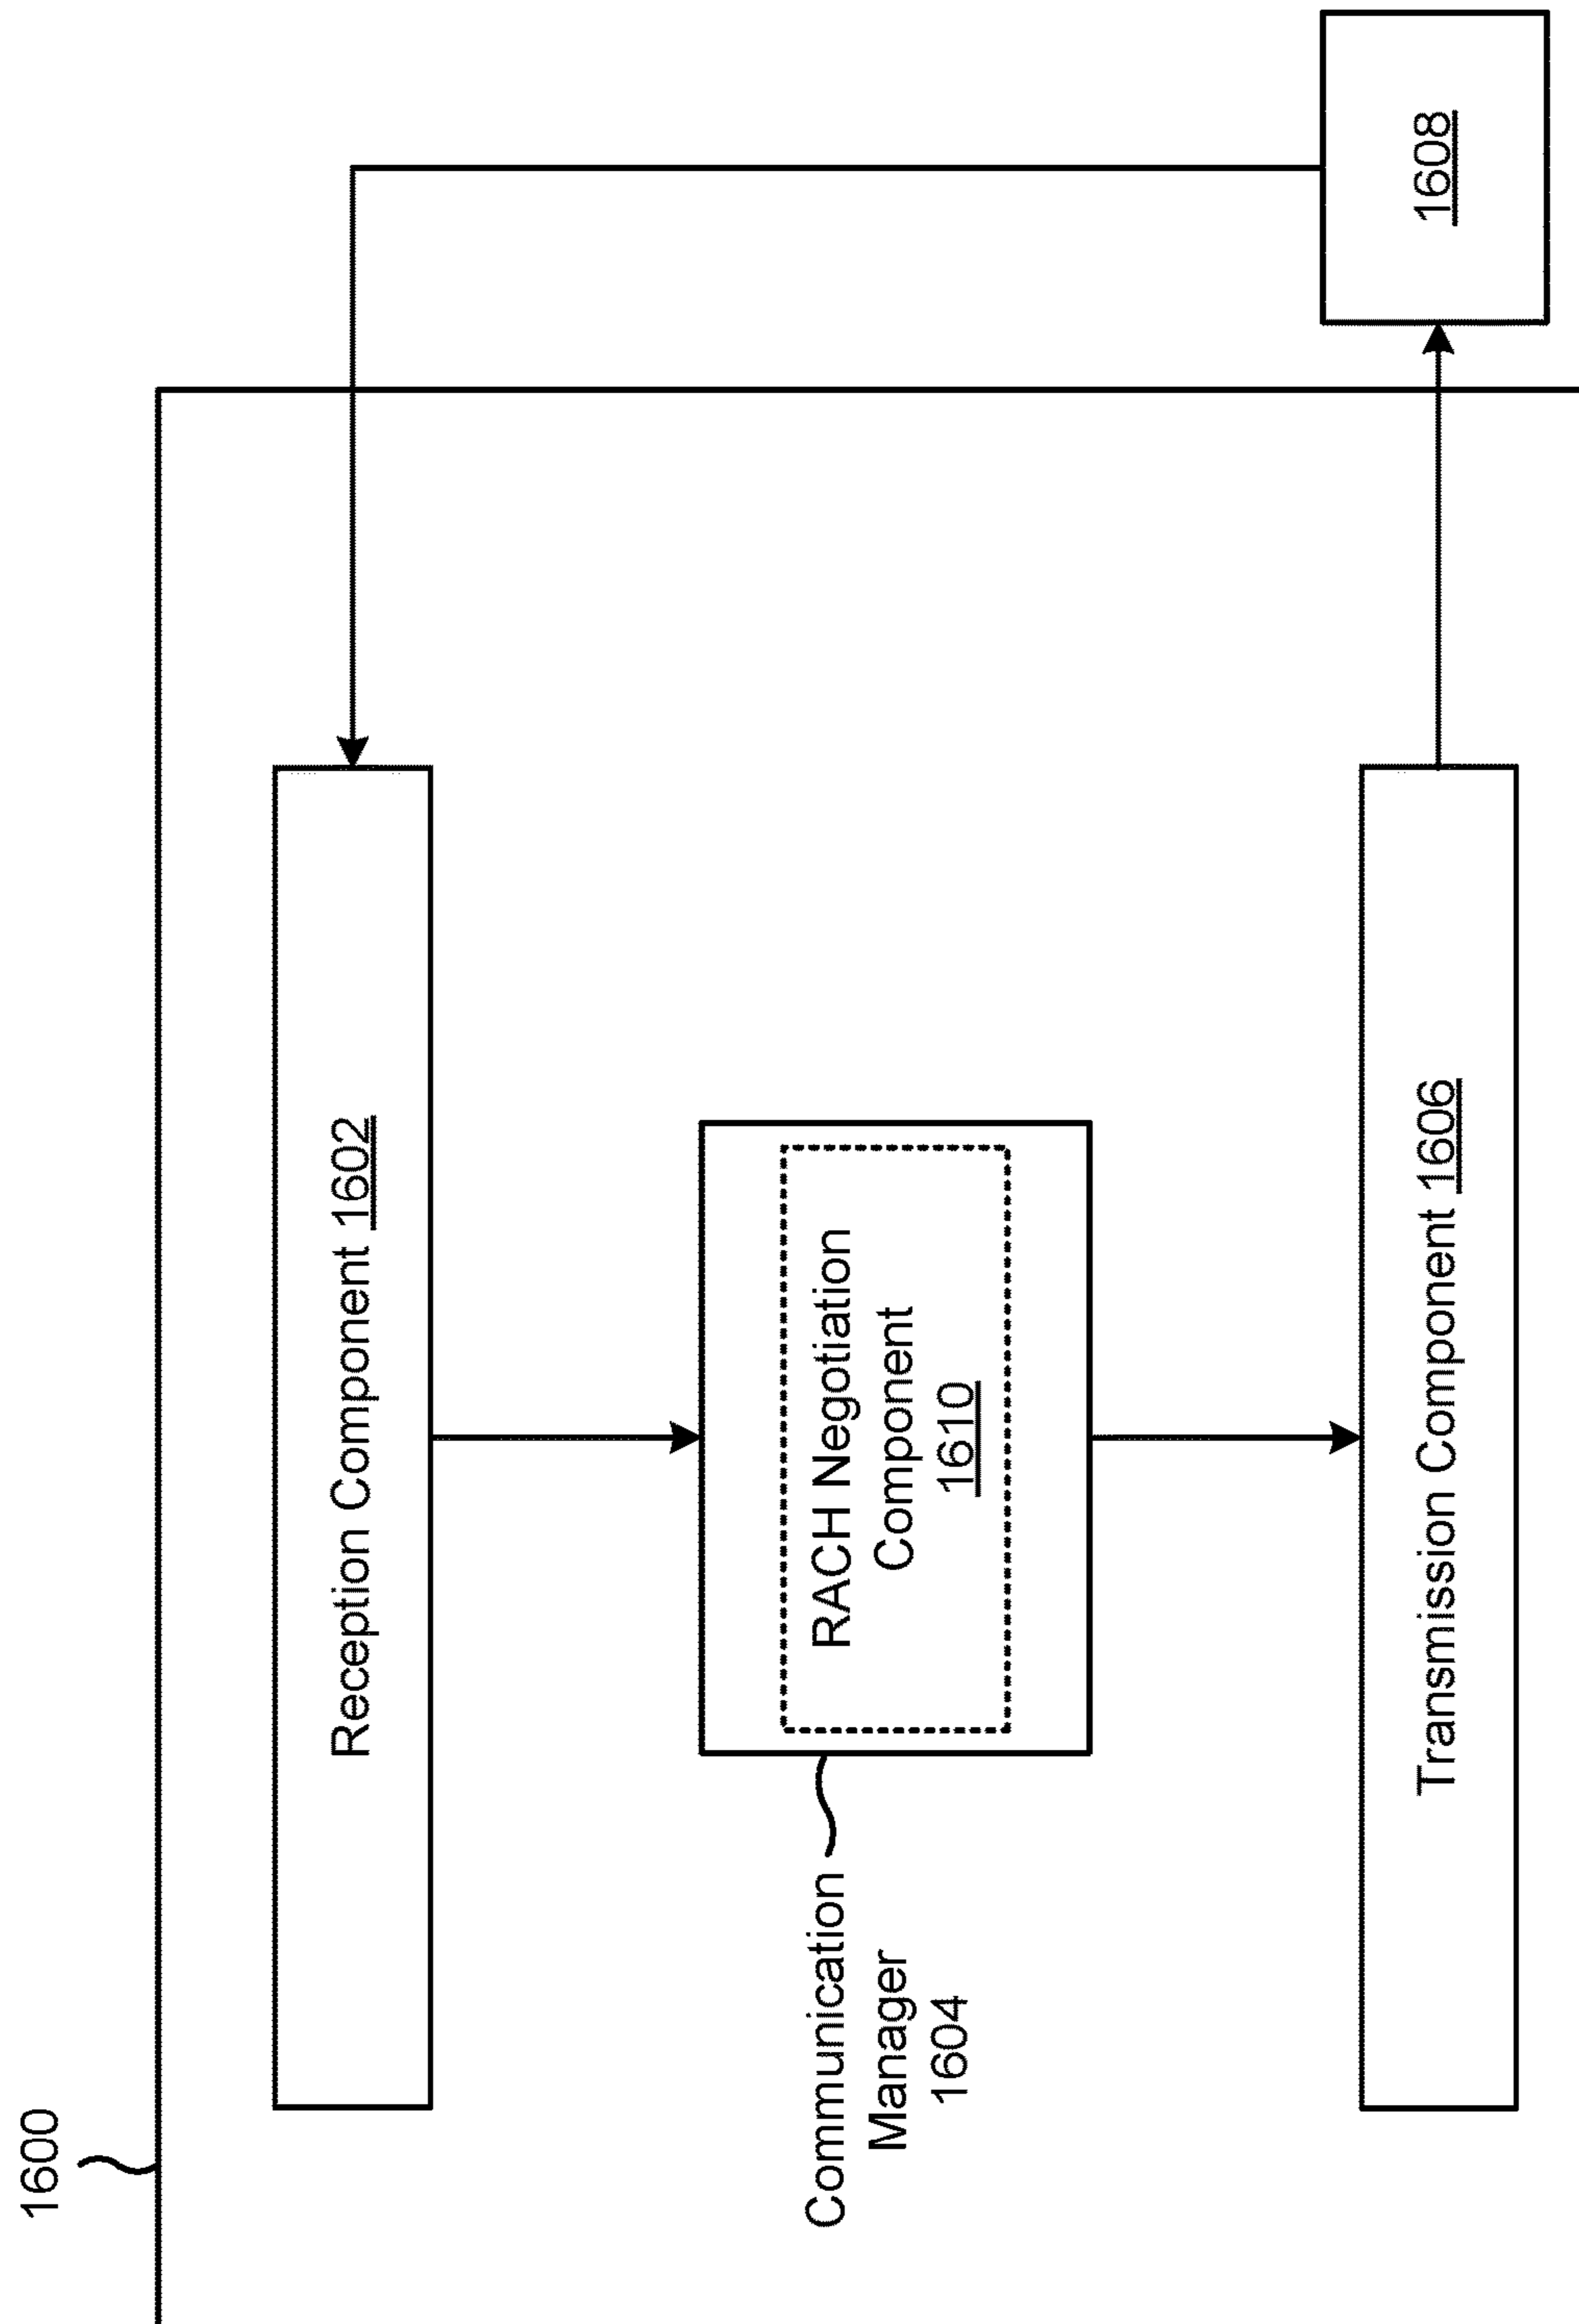 1600
Reception Component 1602
Communication
Manager
1604
RACH Negotiation
Component
1610
Transmission Component 1606
1608